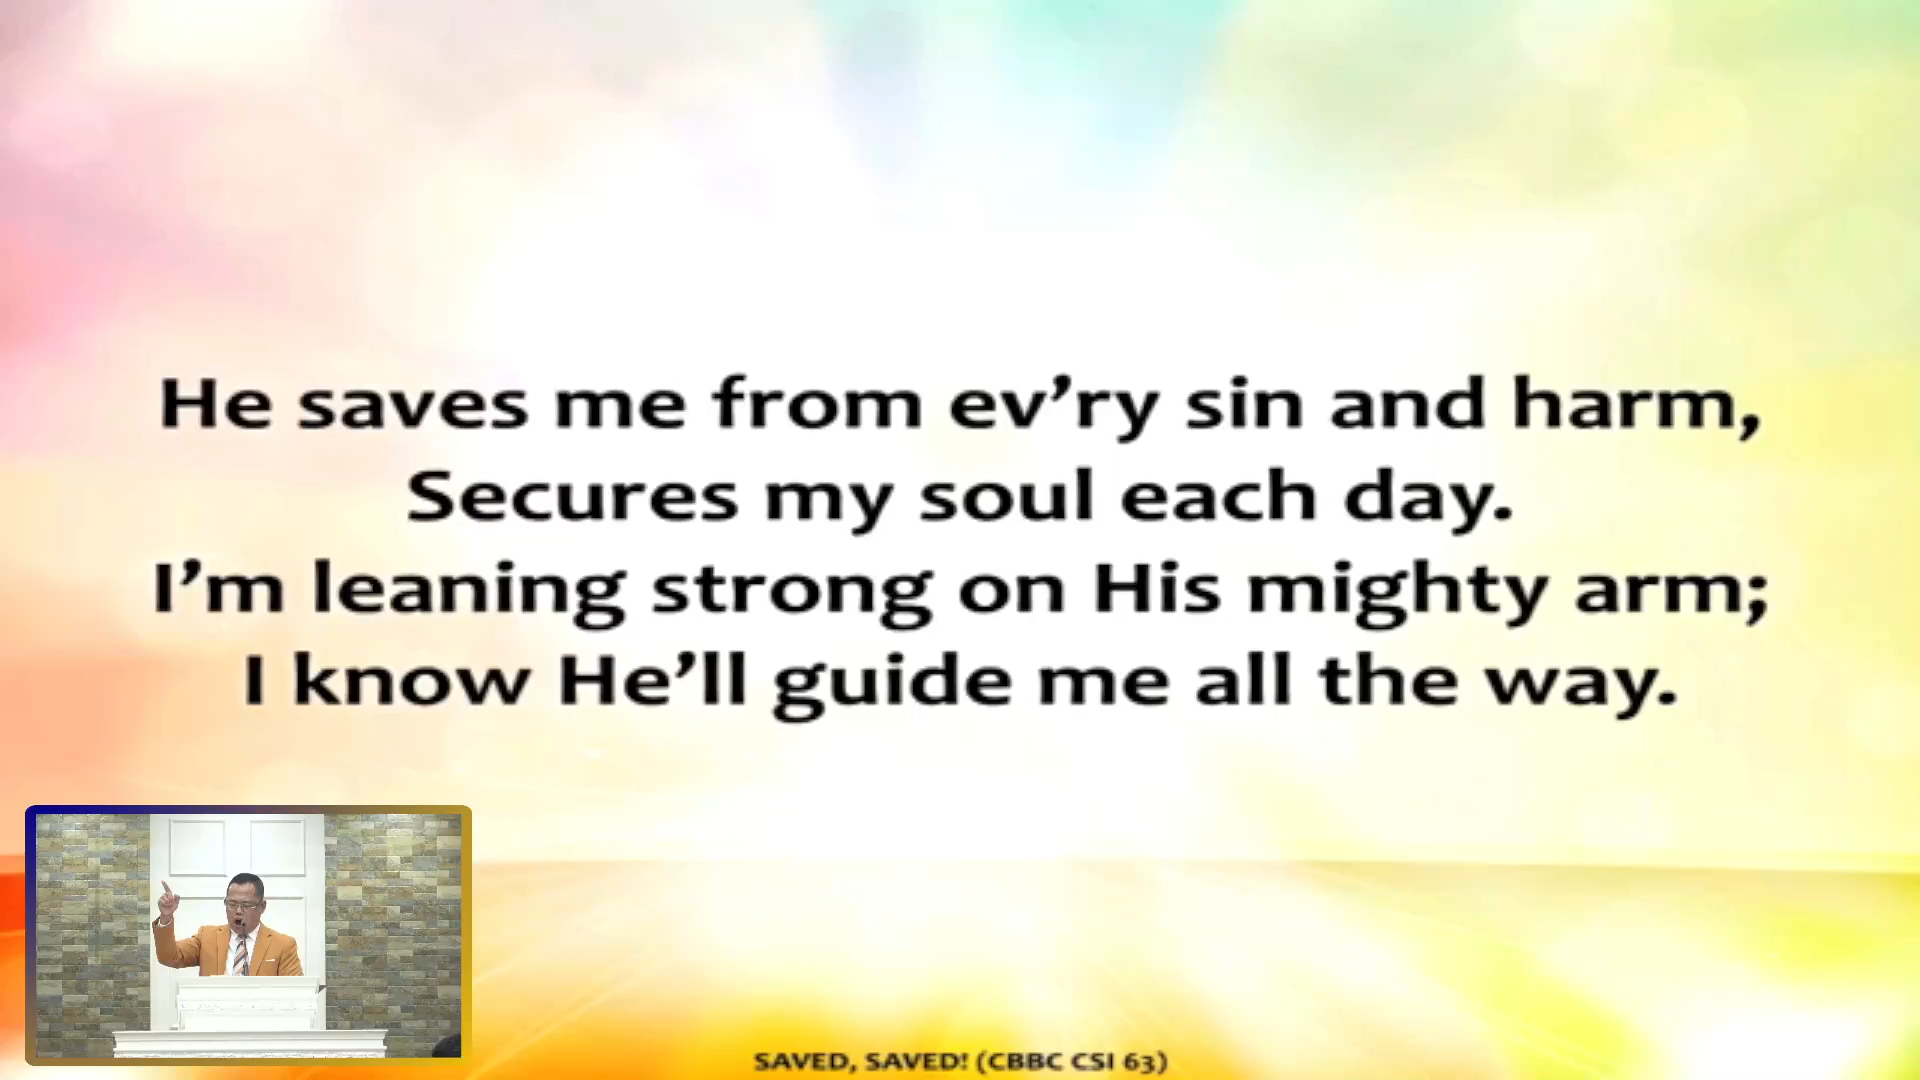 He saves me from ev’ry sin and harm,
Secures my soul each day.
I’m leaning strong on His mighty arm;
I know He’ll guide me all the way.
SAVED, SAVED! (CBBC CSI 63)